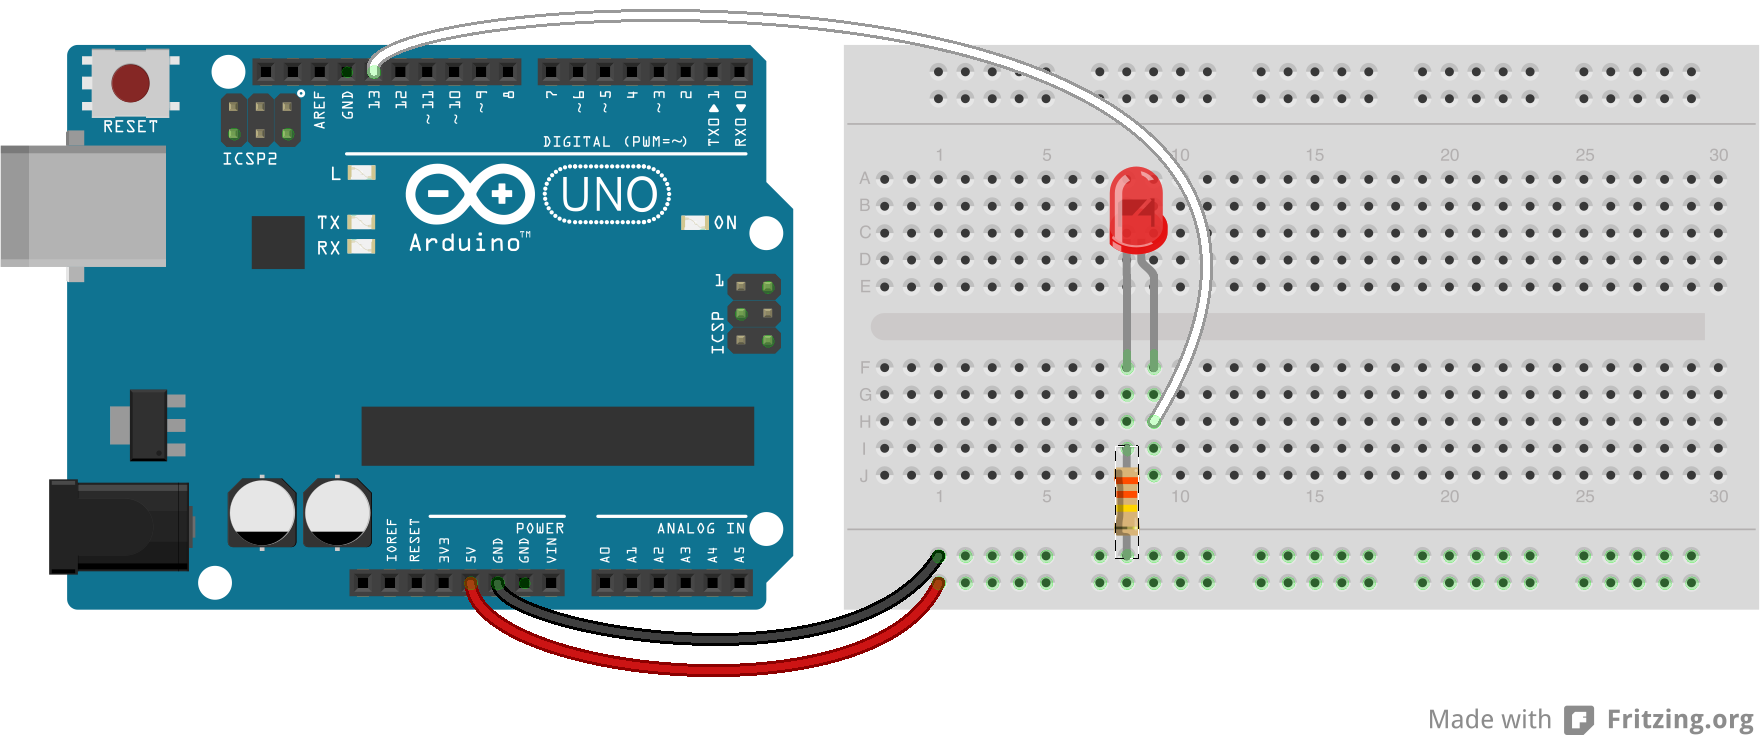 RESET
ICSP2
AREF
GND
13
12
~11
~10
~9
8
7
~6
~5
4
~3
2
TX0▶1
RX0◀0
DIGITAL (PWM=~)
L
TX
RX
UNO
Arduino™
ON
1
ICSP
IOREF
RESET
3V3
5V
GND
GND
VIN
POWER
ANALOG IN
A0
A1
A2
A3
A4
A5
1 5 10 15 20 25 30
A
B
C
D
E
F
G
H
I
J
1 5 10 15 20 25 30
Made with Fritzing.org